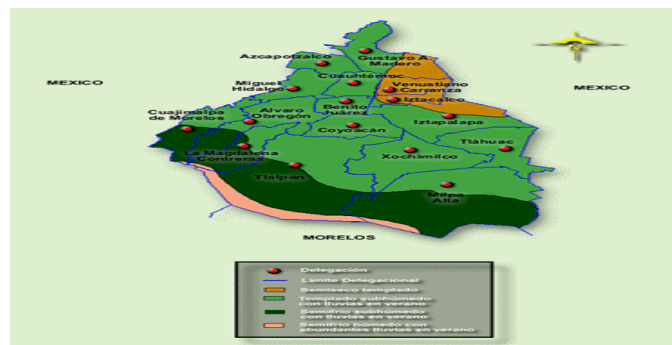 Gustavo A.
Madero
Azcapotzalco
Cuauhtémoc
Venustiano
Carranza
MEXICO
MEXICO
Miguel
Hidalgo
Iztacalco
Cuajimalpa
de Morelos
Alvaro
Obregón
Benito
Juárez
Iztapalapa
Coyoacán
Tláhuac
La Magdalena
Contreras
Xochimilco
Tlalpan
Milpa
Alta
MORELOS
Delegación
Límite Delegacional
Semiseco templado
Templado subhúmedo
con lluvias en verano
Semifrío subhúmedo
con lluvias en verano
Semifrío húmedo con
abundantes lluvias en verano